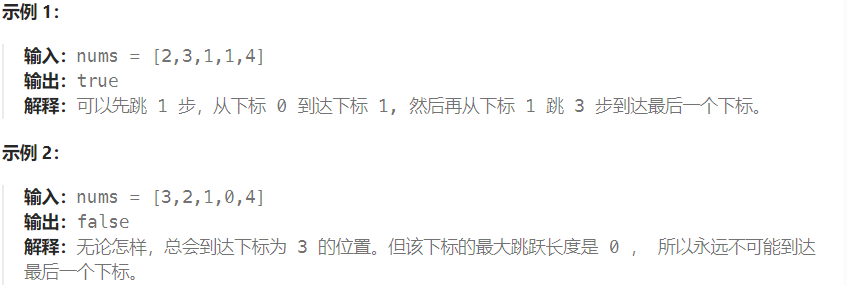 示例 1:
输入: nums = [2,3,1,1,4]
输出: true
解释: 可以先跳 1 步,从下标 0 到达下标 1, 然后再从下标 1 跳 3 步到达最后一个下标。
示例 2:
输入: nums = [3,2,1,0,4]
输出: false
解释: 无论怎样,总会到达下标为 3 的位置。但该下标的最大跳跃长度是 0 , 所以永远不可能到达
最后一个下标。